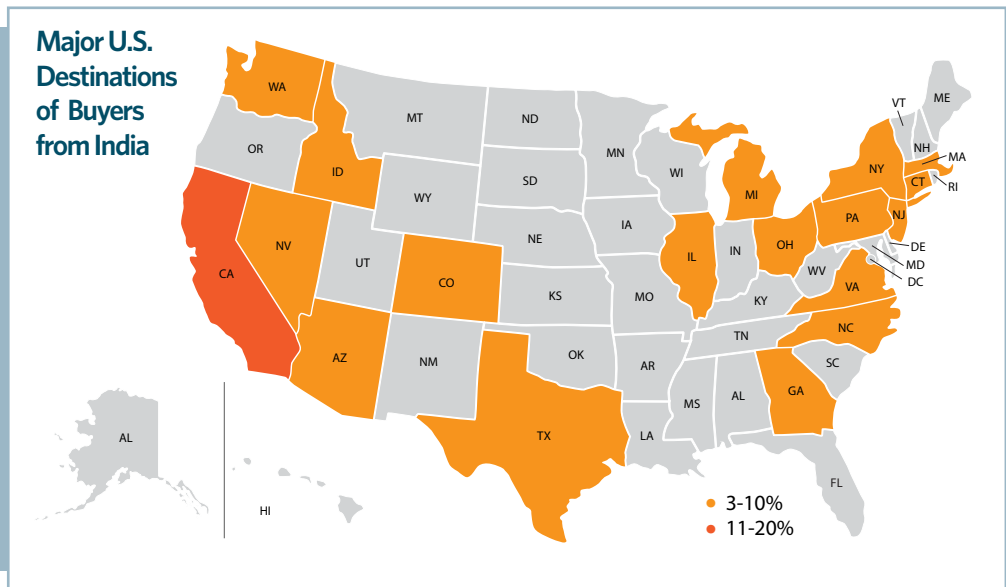 Major U.S.
Destinations
of Buyers
from India
WA
MT
ND
MN
WI
MI
VT
ME
NH
MA
NY
CT
RI
OR
ID
WY
SD
IA
NE
PA
NJ
NV
UT
CO
KS
MO
IL
IN
OH
WV
VA
DE
MD
DC
CA
KY
NC
TN
AZ
NM
OK
AR
SC
MS
AL
GA
TX
LA
FL
AL
HI
3-10%
11-20%